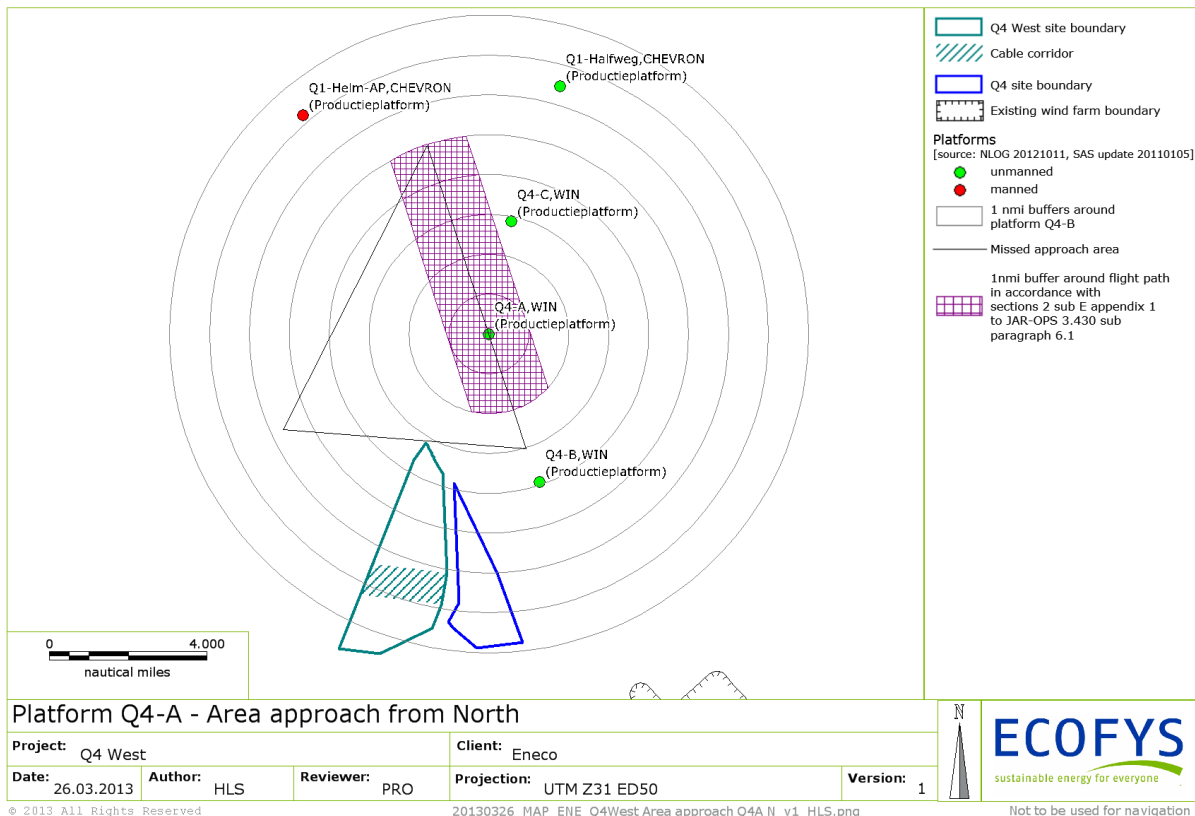 Q1-Halfweg,CHEVRON
(Productieplatform)
Q1-Helm-AP,CHEVRON
(Productieplatform)
Q4-C,WIN
(Productieplatform)
Q4-A,WIN
(Productieplatform)
Q4-B,WIN
(Productieplatform)
0 4,000
nautical miles
Q4 West site boundary
Cable corridor
Q4 site boundary
Existing wind farm boundary
Platforms
[source: NLOG 20121011, SAS update 20110105]
unmanned
manned
1 nmi buffers around
platform Q4-B
Missed approach area
1nmi buffer around flight path
in accordance with
sections 2 sub E appendix 1
to JAR-OPS 3.430 sub
paragraph 6.1
Platform Q4-A - Area approach from North
Project: Q4 West
Client: Eneco
Date: 26.03.2013
Author: HLS
Reviewer: PRO
Projection: UTM Z31 ED50
Version: 1
N
ECOFYS
sustainable energy for everyone
© 2013 All Rights Reserved
20130326_MAP_ENE_Q4West Area approach Q4A N_v1_HLS.png
Not to be used for navigation